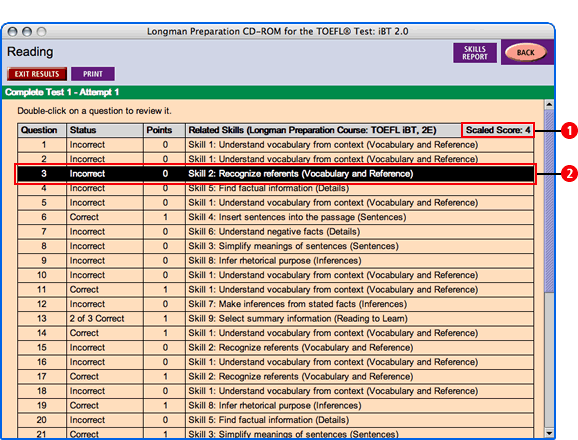 Longman Preparation CD-ROM for the TOEFL® Test: iBT 2.0
Reading
SKILLS REPORT
BACK
EXIT RESULTS PRINT
Complete Test 1 - Attempt 1
Double-click on a question to review it.
Question Status Points Related Skills (Longman Preparation Course: TOEFL iBT, 2E) Scaled Score: 4 1
1 Incorrect 0 Skill 1: Understand vocabulary from context (Vocabulary and Reference)
2 Incorrect 0 Skill 1: Understand vocabulary from context (Vocabulary and Reference)
3 Incorrect 0 Skill 2: Recognize referents (Vocabulary and Reference) 2
4 Incorrect 0 Skill 5: Find factual information (Details)
5 Incorrect 0 Skill 1: Understand vocabulary from context (Vocabulary and Reference)
6 Correct 1 Skill 4: Insert sentences into the passage (Sentences)
7 Incorrect 0 Skill 6: Understand negative facts (Details)
8 Incorrect 0 Skill 3: Simplify meanings of sentences (Sentences)
9 Incorrect 0 Skill 8: Infer rhetorical purpose (Inferences)
10 Incorrect 0 Skill 1: Understand vocabulary from context (Vocabulary and Reference)
11 Correct 1 Skill 1: Understand vocabulary from context (Vocabulary and Reference)
12 Incorrect 0 Skill 7: Make inferences from stated facts (Inferences)
13 2 of 3 Correct 1 Skill 9: Select summary information (Reading to Learn)
14 Correct 1 Skill 1: Understand vocabulary from context (Vocabulary and Reference)
15 Incorrect 0 Skill 2: Recognize referents (Vocabulary and Reference)
16 Incorrect 0 Skill 1: Understand vocabulary from context (Vocabulary and Reference)
17 Correct 1 Skill 2: Recognize referents (Vocabulary and Reference)
18 Incorrect 0 Skill 1: Understand vocabulary from context (Vocabulary and Reference)
19 Correct 1 Skill 8: Infer rhetorical purpose (Inferences)
20 Incorrect 0 Skill 5: Find factual information (Details)
21 Correct 1 Skill 3: Simplify meanings of sentences (Sentences)